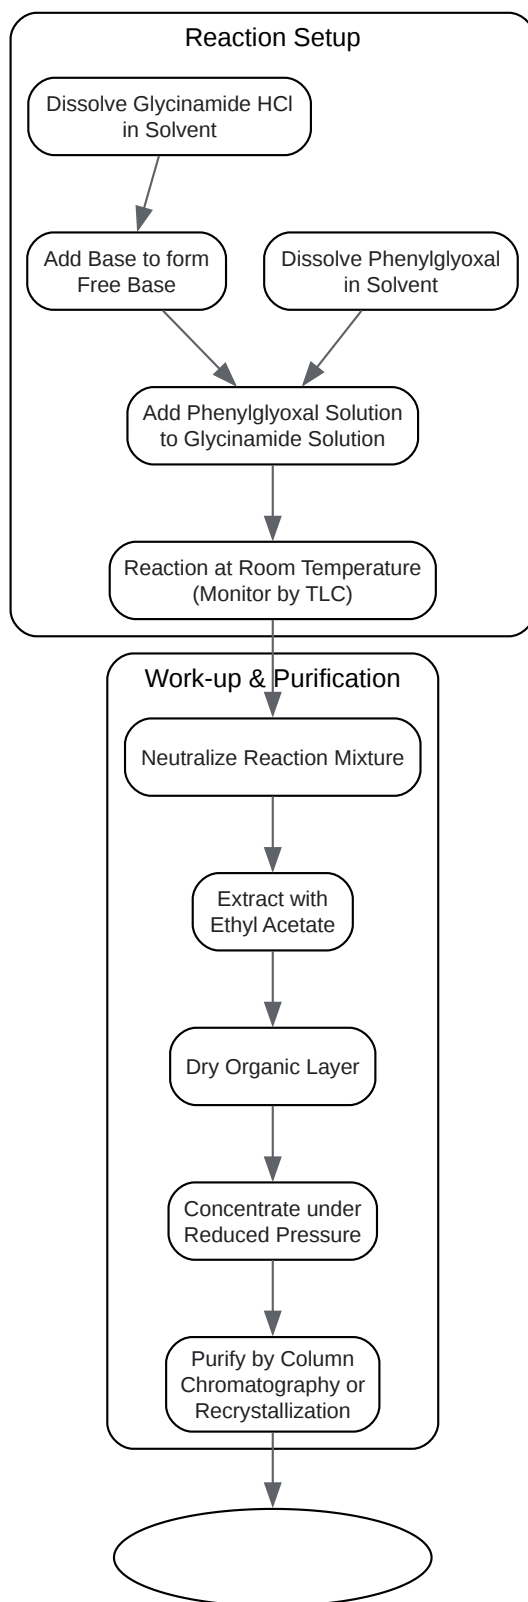 Reaction Setup
Dissolve Glycinamide HCl
in Solvent
Add Base to form
Free Base
Dissolve Phenylglyoxal
in Solvent
Add Phenylglyoxal Solution
to Glycinamide Solution
Reaction at Room Temperature
(Monitor by TLC)
Work-up & Purification
Neutralize Reaction Mixture
Extract with
Ethyl Acetate
Dry Organic Layer
Concentrate under
Reduced Pressure
Purify by Column
Chromatography or
Recrystallization